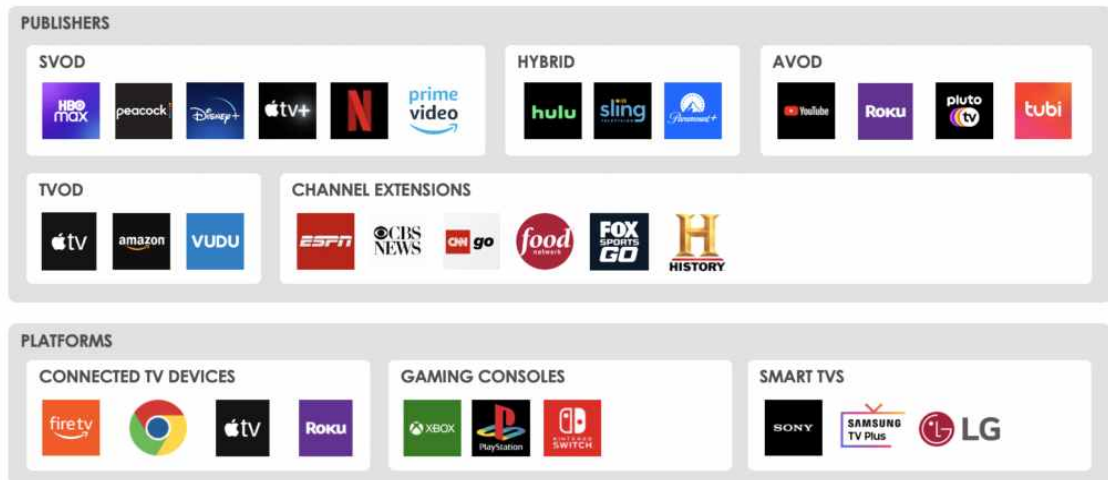 PUBLISHERS
SVOD
HBO
max
peacock
Disney+
tv+
N
prime
video
HYBRID
hulu
sling
TELEVISION
Paramount+
AVOD
YouTube
ROKU
pluto
tv
tubi
TVOD
tv
amazon
VUDU
CHANNEL EXTENSIONS
ESPN
CBS
NEWS
CNN go
food
network
FOX
SPORTS
GO
H
HISTORY
PLATFORMS
CONNECTED TV DEVICES
firetv
tv
ROKU
GAMING CONSOLES
XBOX
PlayStation
NINTENDO
SWITCH
SMART TVS
SONY
SAMSUNG
TV Plus
LG